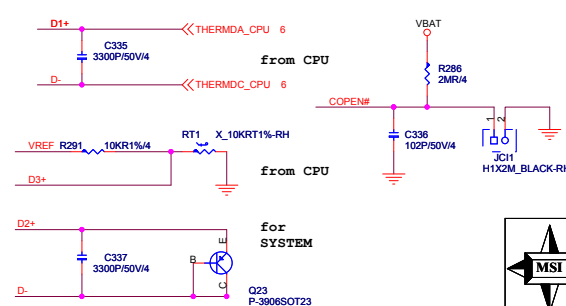 D1+
THERMDA_CPU 6
C335
3300P/50V/4
from CPU
D-
THERMDC_CPU 6
VBAT
R286
2MR/4
COPEN#
C336
102P/50V/4
1
2
JCI1
H1X2M_BLACK-RH
VREF R291 10KR1%/4
RT1 X_10KRT1%-RH
D3+
from CPU
D2+
for
SYSTEM
C337
3300P/50V/4
B
E
C
D-
Q23
P-3906SOT23
MSI